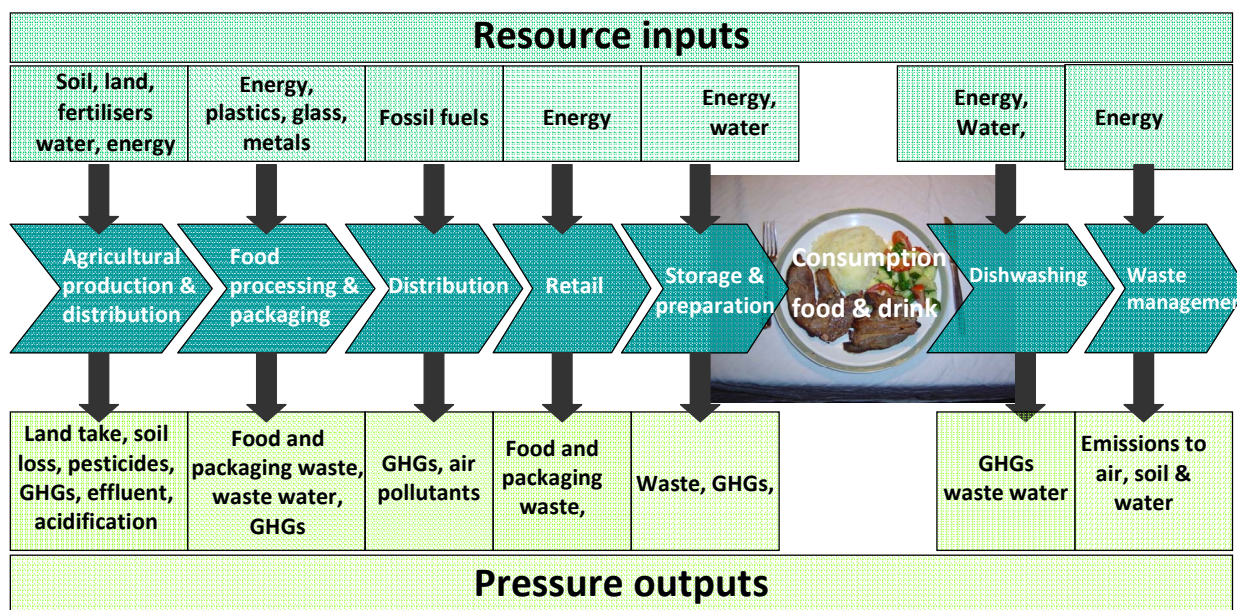 Resource inputs
Soil, land,
fertilisers
water, energy
Energy,
plastics, glass,
metals
Fossil fuels
Energy
Energy,
water
Energy,
Water,
Energy
Agricultural
production &
distribution
Food
processing &
packaging
Distribution
Retail
Storage &
preparation
Consumption
food & drink
Dishwashing
Waste
managemen
Land take, soil
loss, pesticides,
GHGs, effluent,
acidification
Food and
packaging waste,
waste water,
GHGs
GHGs, air
pollutants
Food and
packaging
waste,
Waste, GHGs,
GHGs
waste water
Emissions to
air, soil &
water
Pressure outputs